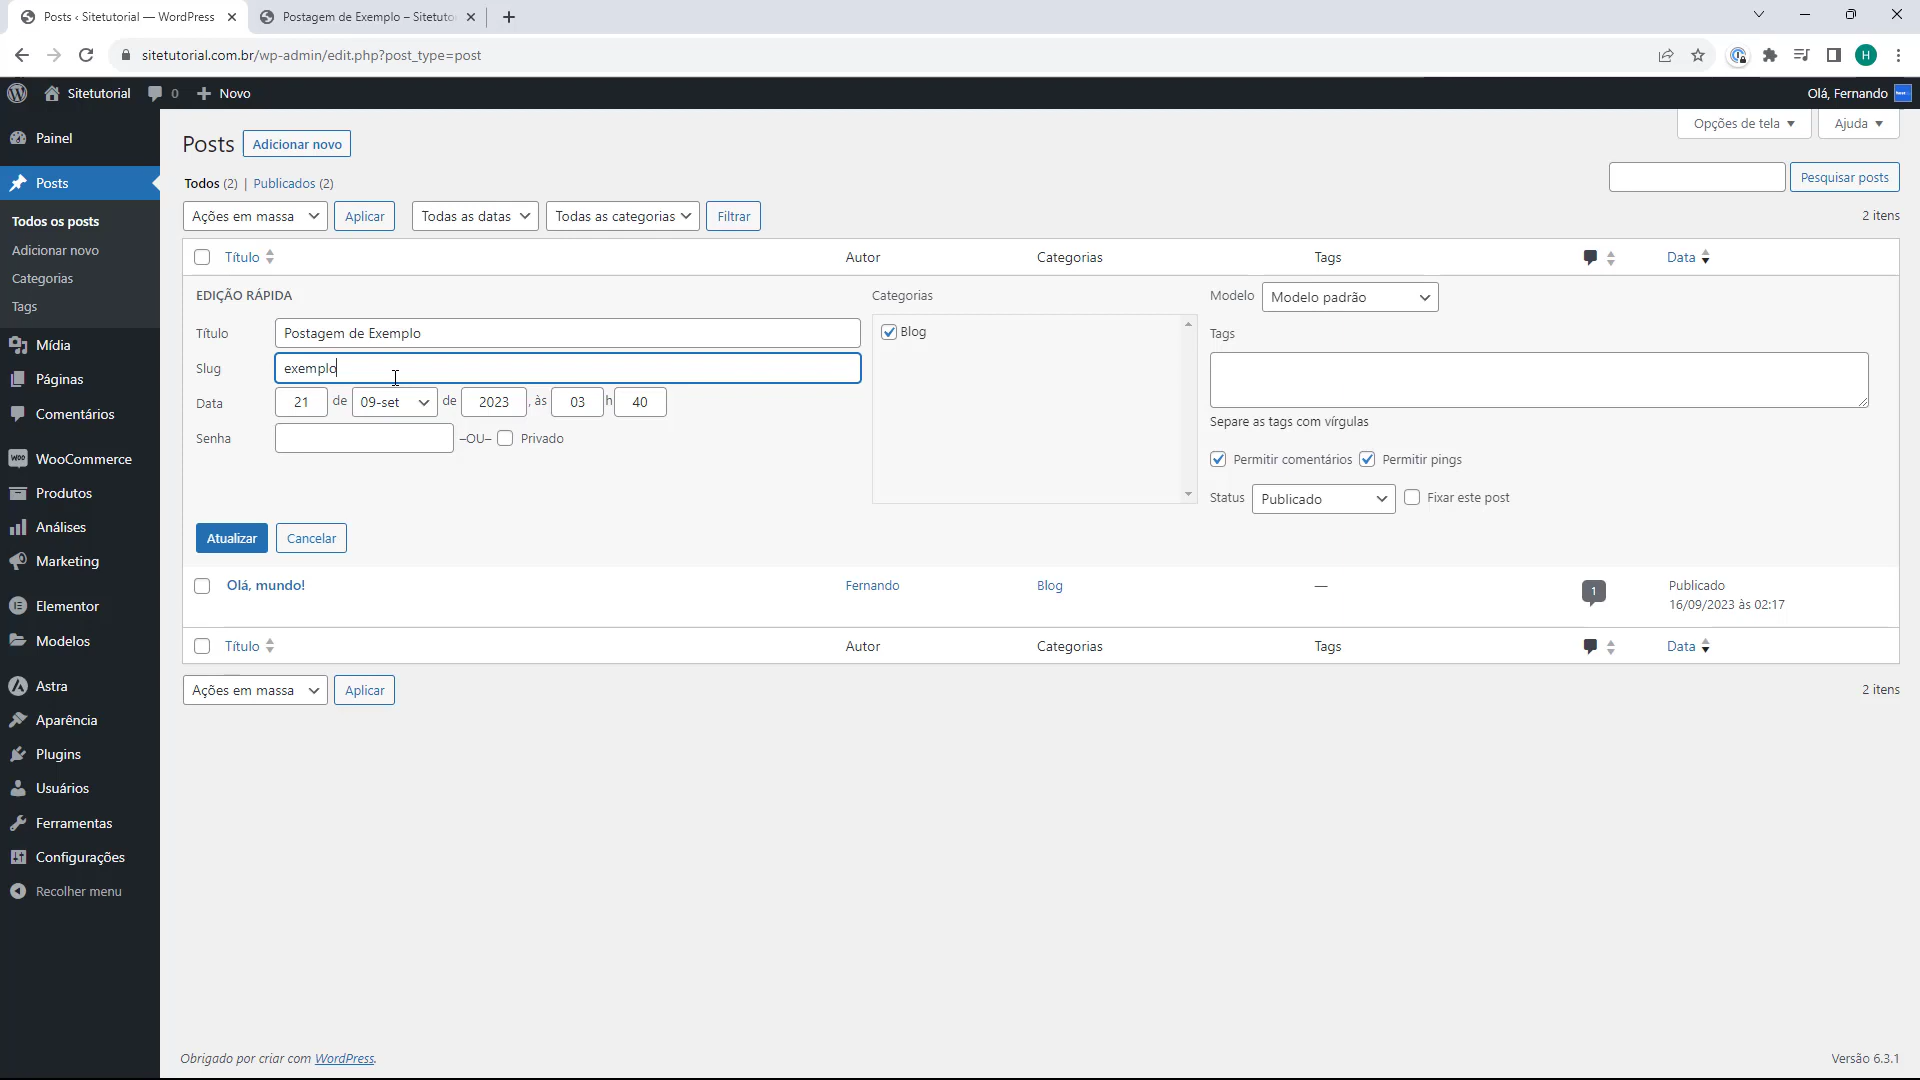 Posts ‹ Sitetutorial — WordPress
Postagem de Exemplo – Sitetuto
sitetutorial.com.br/wp-admin/edit.php?post_type=post
H
Sitetutorial
0
Novo
Olá, Fernando
Painel
Posts
Todos os posts
Adicionar novo
Categorias
Tags
Mídia
Páginas
Comentários
WooCommerce
Produtos
Análises
Marketing
Elementor
Modelos
Astra
Aparência
Plugins
Usuários
Ferramentas
Configurações
Recolher menu
Opções de tela
Ajuda
Posts
Adicionar novo
Todos (2) | Publicados (2)
Pesquisar posts
Ações em massa
Aplicar
Todas as datas
Todas as categorias
Filtrar
2 itens
Título
Autor
Categorias
Tags
Data
EDIÇÃO RÁPIDA
Título
Postagem de Exemplo
Slug
exemplo
Data
21 de 09-set de 2023 , às 03 h 40
Senha
–OU– Privado
Categorias
Blog
Modelo
Modelo padrão
Tags
Separe as tags com vírgulas
Permitir comentários
Permitir pings
Status
Publicado
Fixar este post
Atualizar
Cancelar
Olá, mundo!
Fernando
Blog
—
1
Publicado
16/09/2023 às 02:17
Título
Autor
Categorias
Tags
Data
Ações em massa
Aplicar
2 itens
Obrigado por criar com WordPress.
Versão 6.3.1